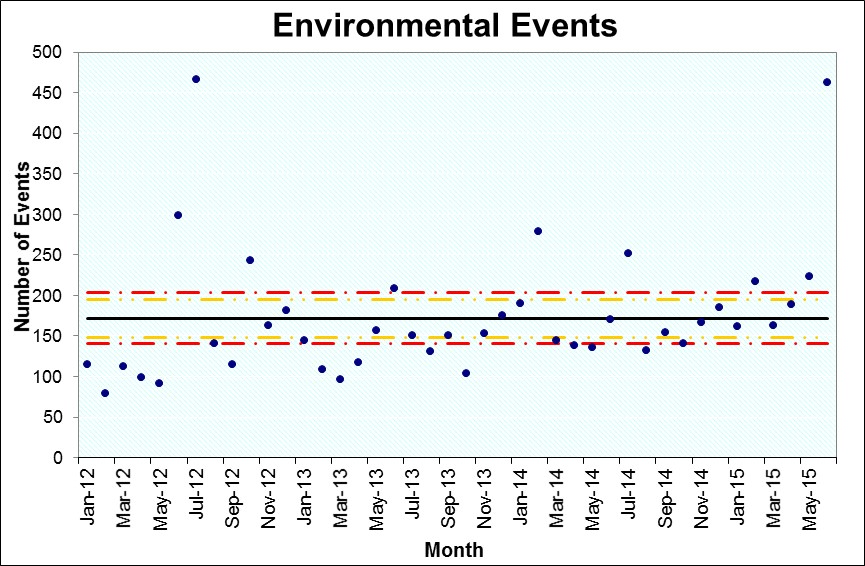 Environmental Events
Number of Events
500
450
400
350
300
250
200
150
100
50
0
Jan-12
Mar-12
May-12
Jul-12
Sep-12
Nov-12
Jan-13
Mar-13
May-13
Jul-13
Sep-13
Nov-13
Jan-14
Mar-14
May-14
Jul-14
Sep-14
Nov-14
Jan-15
Mar-15
May-15
Month